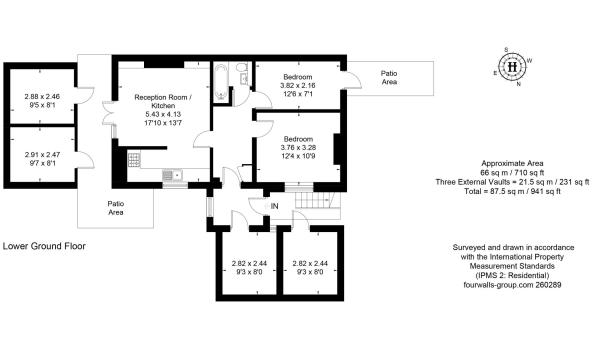 2.88 x 2.46
9'5 x 8'1
2.91 x 2.47
9'7 x 8'1
Reception Room /
Kitchen
5.43 x 4.13
17'10 x 13'7
Bedroom
3.82 x 2.16
12'6 x 7'1
Bedroom
3.76 x 3.28
12'4 x 10'9
Patio
Area
Patio
Area
IN
2.82 x 2.44
9'3 x 8'0
2.82 x 2.44
9'3 x 8'0
Lower Ground Floor
S
W
E
N
H
Approximate Area
66 sq m / 710 sq ft
Three External Vaults = 21.5 sq m / 231 sq ft
Total = 87.5 sq m / 941 sq ft
Surveyed and drawn in accordance
with the International Property
Measurement Standards
(IPMS 2: Residential)
fourwalls-group.com 260289